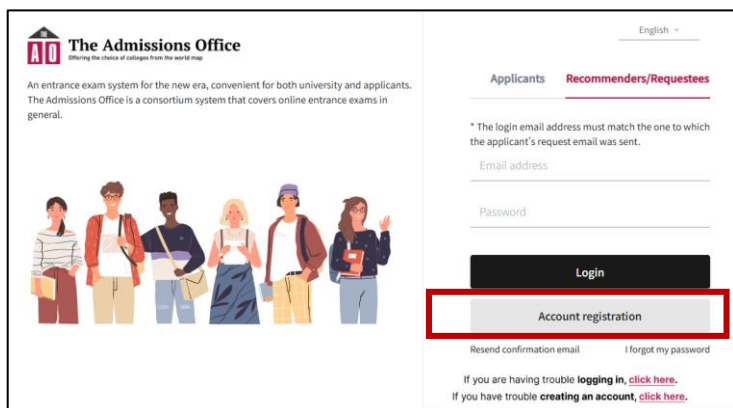 THE
AO
The Admissions Office
Offering the choice of colleges from the world map
An entrance exam system for the new era, convenient for both university and applicants.
The Admissions Office is a consortium system that covers online entrance exams in
general.
English
Applicants Recommenders/Requestees
* The login email address must match the one to which
the applicant's request email was sent.
Email address
Password
Login
Account registration
Resend confirmation email I forgot my password
If you are having trouble logging in, click here.
If you have trouble creating an account, click here.